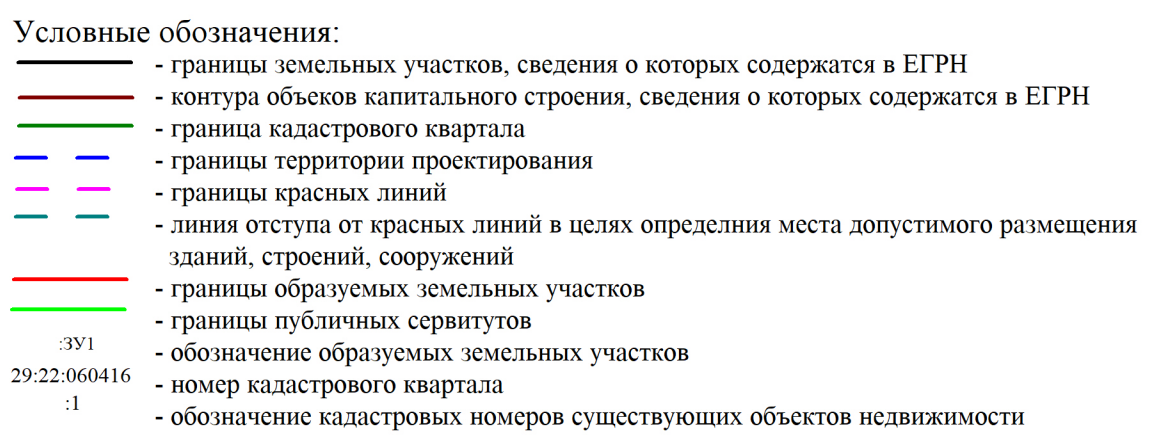 Условные обозначения:
- границы земельных участков, сведения о которых содержатся в ЕГРН
- контура объеков капитального строения, сведения о которых содержатся в ЕГРН
- граница кадастрового квартала
- границы территории проектирования
- границы красных линий
- линия отступа от красных линий в целях определния места допустимого размещения
зданий, строений, сооружений
- границы образуемых земельных участков
- границы публичных сервитутов
:ЗУ1 - обозначение образуемых земельных участков
29:22:060416 - номер кадастрового квартала
:1 - обозначение кадастровых номеров существующих объектов недвижимости